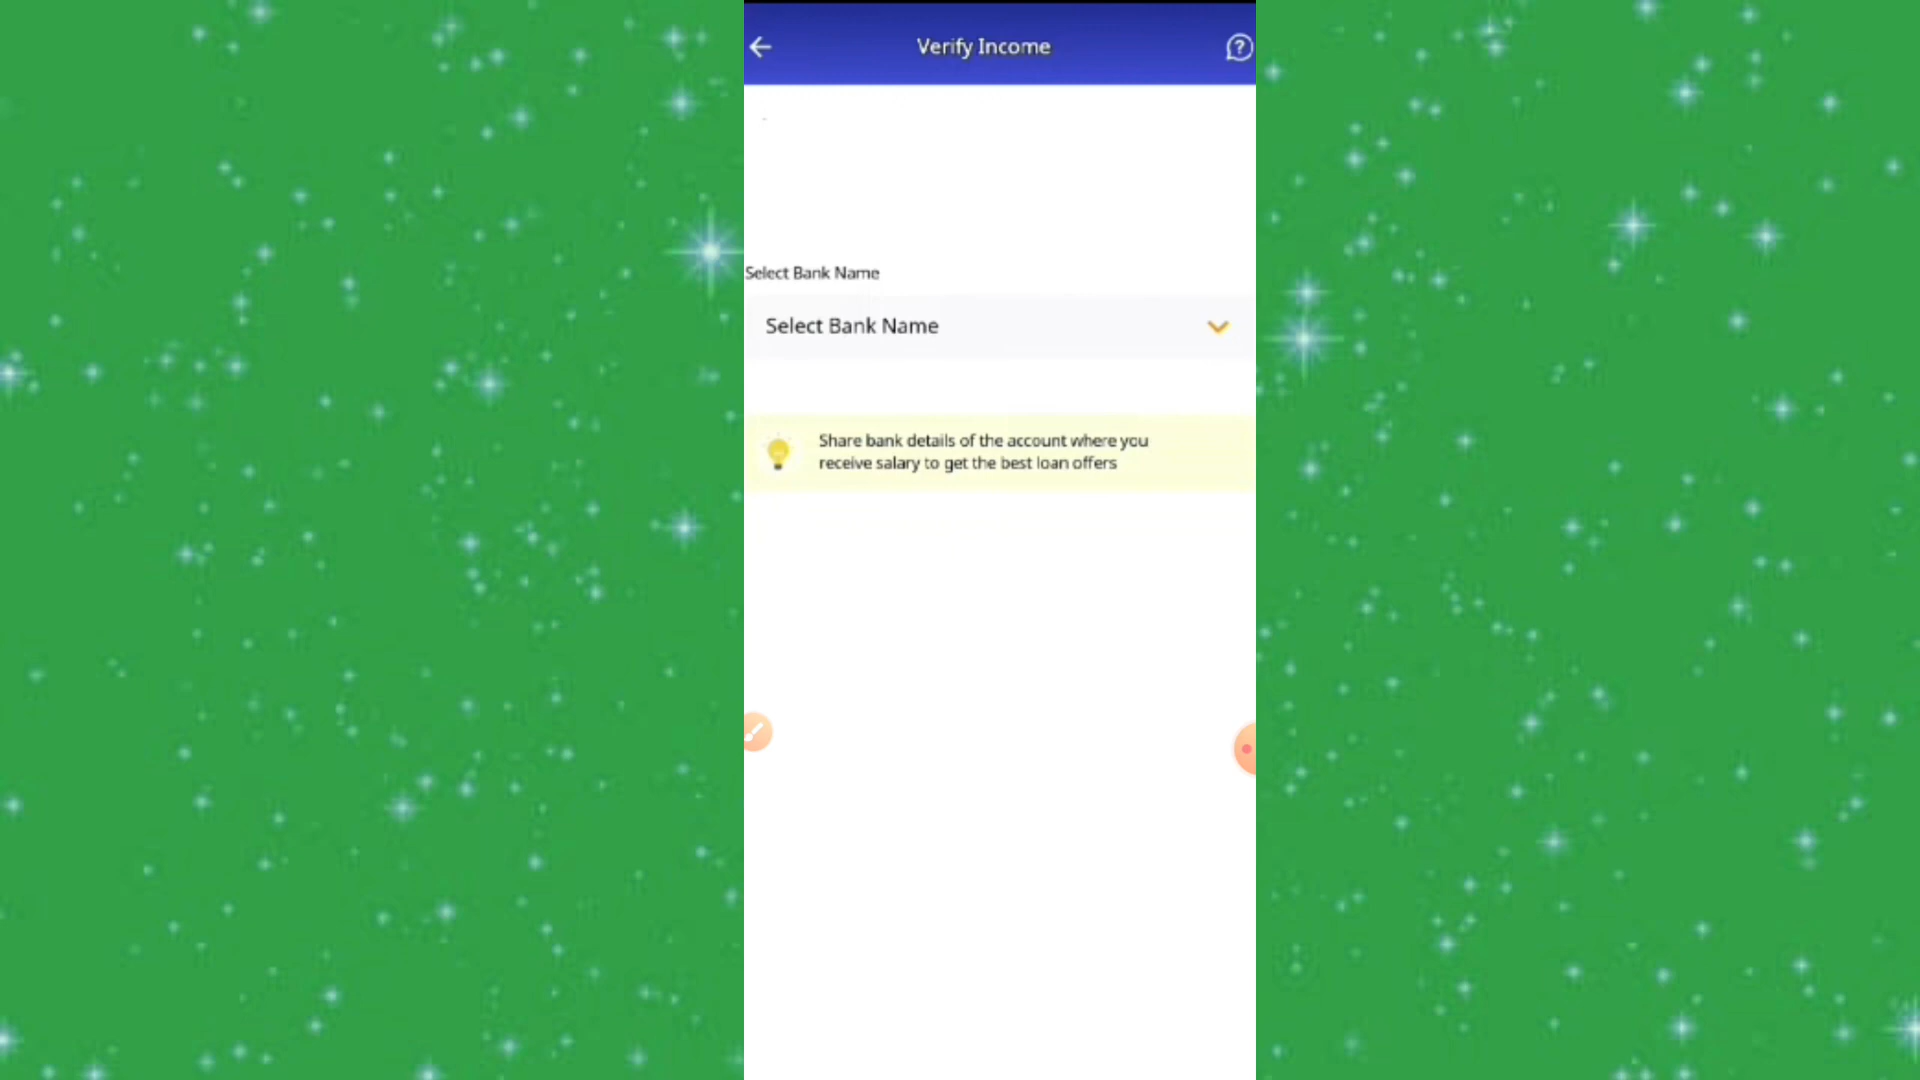 Verify Income
Select Bank Name
Select Bank Name
Share bank details of the account where you
receive salary to get the best loan offers